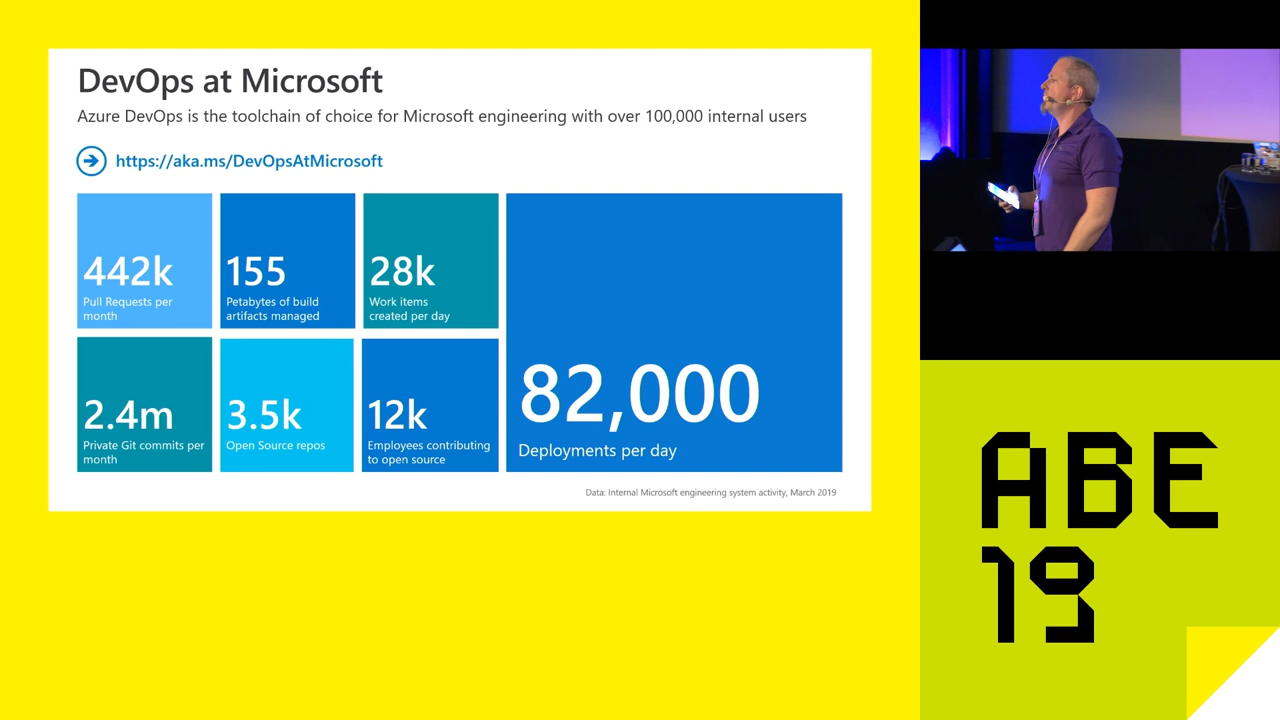 DevOps at Microsoft
Azure DevOps is the toolchain of choice for Microsoft engineering with over 100,000 internal users
https://aka.ms/DevOpsAtMicrosoft
442k
Pull Requests per
month
155
Petabytes of build
artifacts managed
28k
Work items
created per day
2.4m
Private Git commits per
month
3.5k
Open Source repos
12k
Employees contributing
to open source
82,000
Deployments per day
Data: Internal Microsoft engineering system activity, March 2019
ABE
19